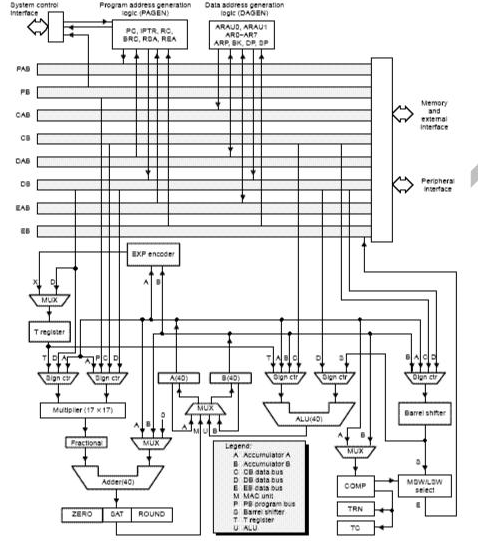 System control interface
Program address generation logic (PAGEN)
Data address generation logic (DAGEN)
PC, IPTR, RC, BRC, RSA, REA
ARAU0, ARAU1 AR0-AR7 ARP, BK, DP, SP
PAB
PB
CAB
CB
DAB
DB
EAB
EB
Memory and external interface
Peripheral interface
EXP encoder
X D
A B
MUX
T register
T D A
A P C D
T A B C
D
S
B A C D
Sign ctr
Sign ctr
A(40)
B(40)
Sign ctr
Sign ctr
Sign ctr
Multiplier (17 × 17)
MUX
A M U B
ALU(40)
Barrel shifter
A B
0
MUX
Fractional
A B
MUX
S
Adder(40)
COMP
MSW/LSW select
E
TRN
TC
ZERO
SAT
ROUND
Legend:
A Accumulator A
B Accumulator B
C CB data bus
D DB data bus
E EB data bus
M MAC unit
P PB program bus
S Barrel shifter
T T register
U ALU